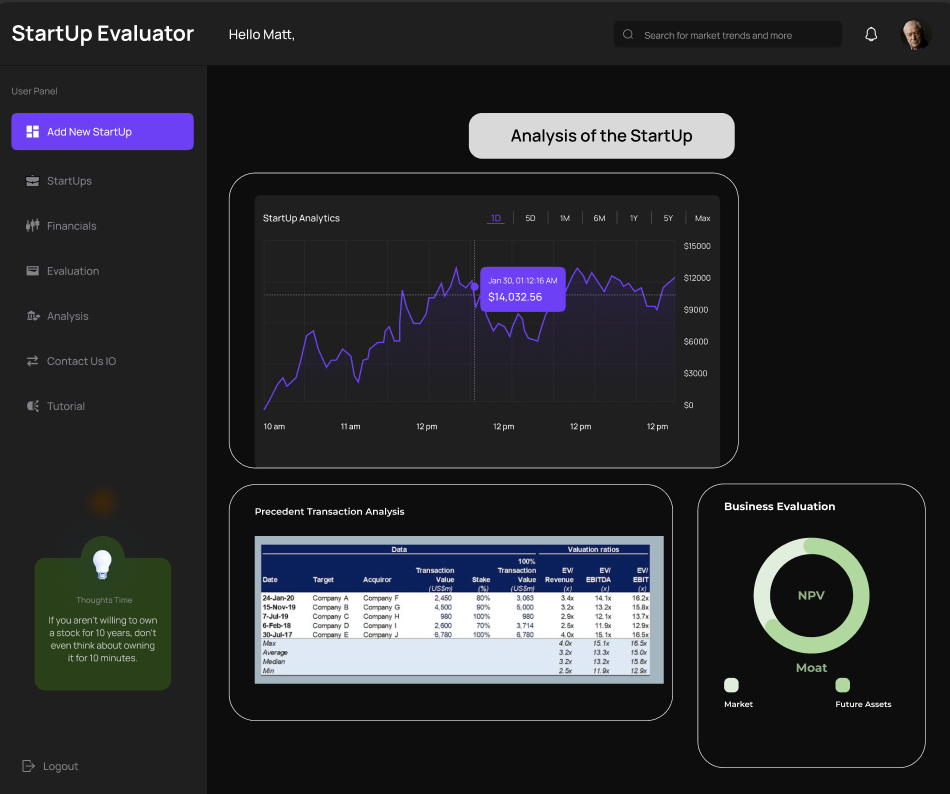 StartUp Evaluator
Hello Matt,
Search for market trends and more
User Panel
Add New StartUp
StartUps
Financials
Evaluation
Analysis
Contact Us IO
Tutorial
Thoughts Time
If you aren't willing to own
a stock for 10 years, don't
even think about owning
it for 10 minutes.
Logout
Analysis of the StartUp
StartUp Analytics
1D 5D 1M 6M 1Y 5Y Max
$15000
$12000
$9000
$6000
$3000
$0
Jan 30, 01:12:16 AM
$14,032.56
10 am 11 am 12 pm 12 pm 12 pm 12 pm
Precedent Transaction Analysis
Data Valuation ratios
100%
Transaction Transaction EV/ EV/ EV/
Date Target Acquiror Value Stake Value Revenue EBITDA EBIT
(US$m) (%) (US$m) (x) (x) (x)
24-Jan-20 Company A Company F 2,450 80% 3,063 3.4x 14.1x 16.2x
15-Nov-19 Company B Company G 4,500 90% 5,000 3.2x 13.2x 15.8x
7-Jul-19 Company C Company H 980 100% 980 2.9x 12.1x 13.7x
6-Feb-18 Company D Company I 2,600 70% 3,714 2.5x 11.9x 12.9x
30-Jul-17 Company E Company J 6,780 100% 6,780 4.0x 15.1x 16.5x
Max 4.0x 15.1x 16.5x
Average 3.2x 13.3x 15.0x
Median 3.2x 13.2x 15.8x
Min 2.5x 11.9x 12.9x
Business Evaluation
NPV
Moat
Market
Future Assets